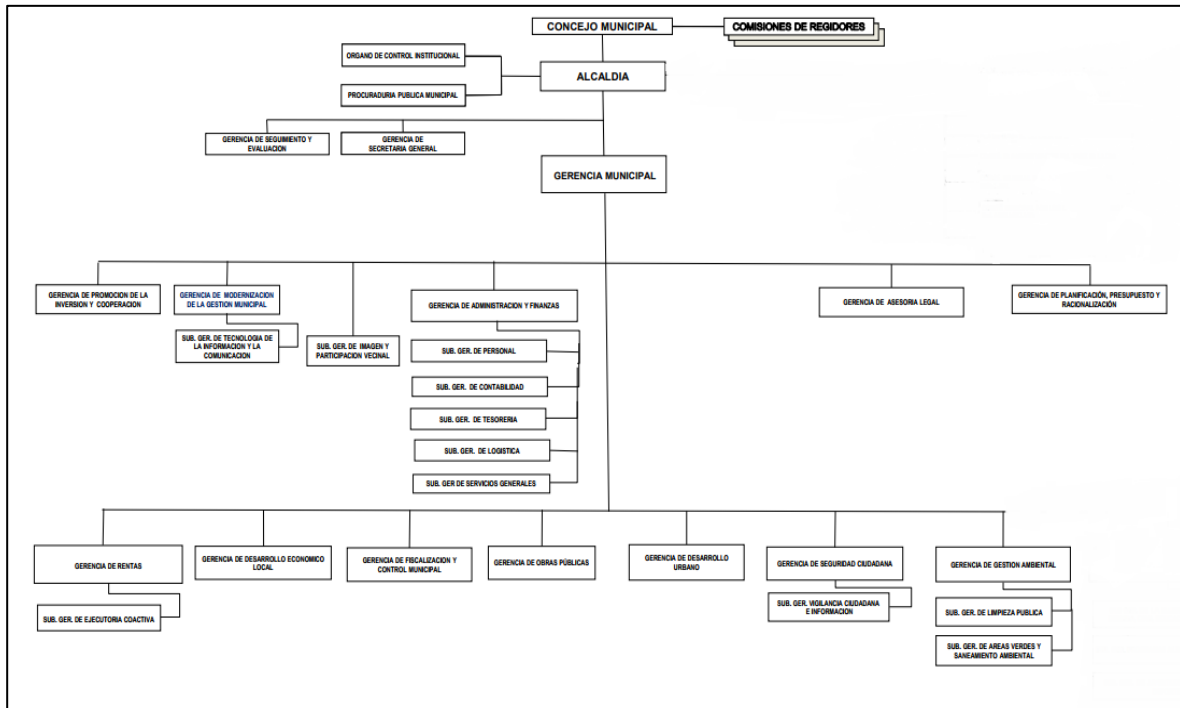 CONCEJO MUNICIPAL
COMISIONES DE REGIDORES
ORGANO DE CONTROL INSTITUCIONAL
ALCALDIA
PROCURADURIA PUBLICA MUNICIPAL
GERENCIA DE SEGUIMIENTO Y
EVALUACION
GERENCIA DE
SECRETARIA GENERAL
GERENCIA MUNICIPAL
GERENCIA DE PROMOCION DE LA
INVERSION Y COOPERACION
GERENCIA DE MODERNIZACION
DE LA GESTION MUNICIPAL
SUB. GER. DE TECNOLOGIA DE
LA INFORMACION Y LA
COMUNICACION
SUB. GER. DE IMAGEN Y
PARTICIPACION VECINAL
GERENCIA DE ADMINISTRACION Y FINANZAS
SUB. GER. DE PERSONAL
SUB. GER. DE CONTABILIDAD
SUB. GER. DE TESORERIA
SUB. GER. DE LOGISTICA
SUB. GER DE SERVICIOS GENERALES
GERENCIA DE ASESORIA LEGAL
GERENCIA DE PLANIFICACIÓN, PRESUPUESTO Y
RACIONALIZACIÓN
GERENCIA DE RENTAS
SUB. GER. DE EJECUTORIA COACTIVA
GERENCIA DE DESARROLLO ECONOMICO
LOCAL
GERENCIA DE FISCALIZACION Y
CONTROL MUNICIPAL
GERENCIA DE OBRAS PÚBLICAS
GERENCIA DE DESARROLLO
URBANO
GERENCIA DE SEGURIDAD CIUDADANA
SUB. GER. VIGILANCIA CIUDADANA
E INFORMACION
GERENCIA DE GESTION AMBIENTAL
SUB. GER. DE LIMPIEZA PUBLICA
SUB. GER. DE AREAS VERDES Y
SANEAMIENTO AMBIENTAL